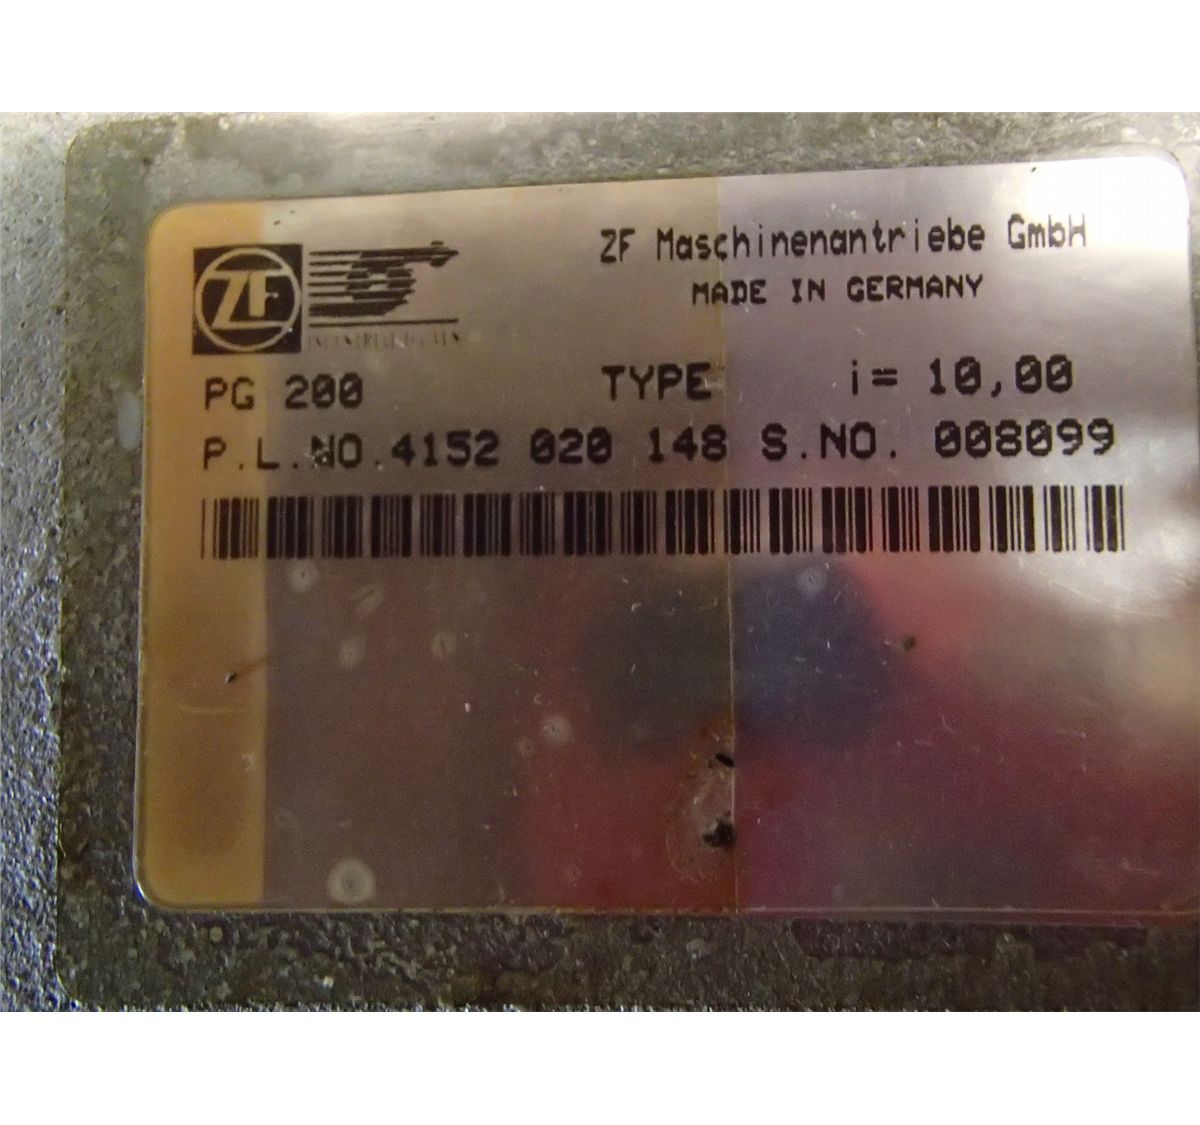 ZF
ZF Maschinenantriebe GmbH
MADE IN GERMANY
PG 200 TYPE i= 10,00
P.L.NO.4152 020 148 S.NO. 008099